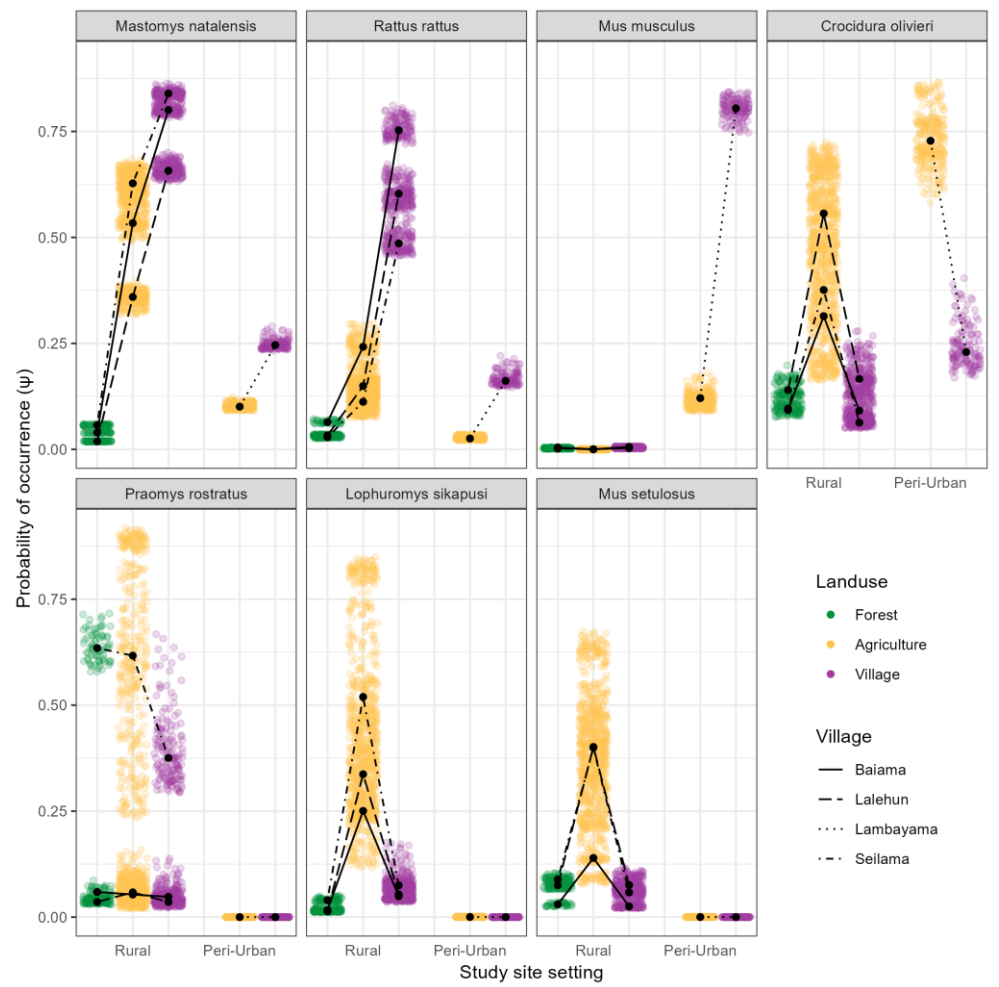 Mastomys natalensis
Rattus rattus
Mus musculus
Crocidura olivieri
0.75
0.50
0.25
0.00
Rural
Peri-Urban
Praomys rostratus
Lophuromys sikapusi
Mus setulosus
0.75
0.50
0.25
0.00
Rural
Peri-Urban
Rural
Peri-Urban
Rural
Peri-Urban
Probability of occurrence (ψ)
Study site setting
Landuse
Forest
Agriculture
Village
Village
Baiama
Lalehun
Lambayama
Seilama